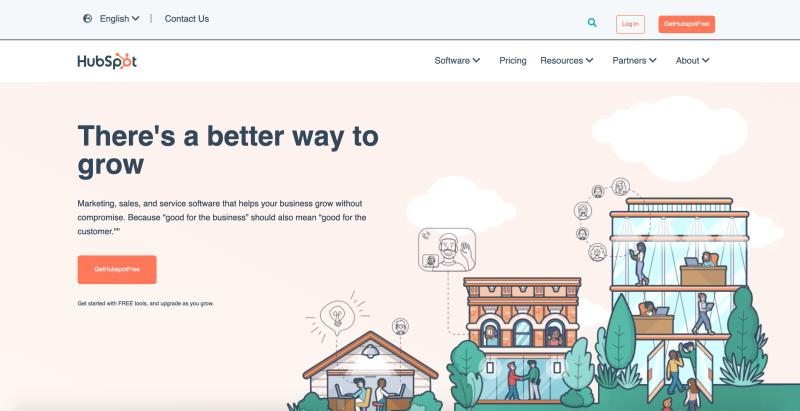 English
Contact Us
Log in
GetHubspotFree
HubSpot
Software
Pricing
Resources
Partners
About
There's a better way to
grow
Marketing, sales, and service software that helps your business grow without
compromise. Because “good for the business” should also mean “good for the
customer.””
GetHubspotFree
Get started with FREE tools, and upgrade as you grow.